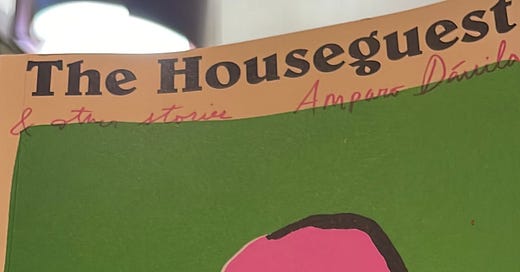 The Houseguest
& other stories Amparo Dávila